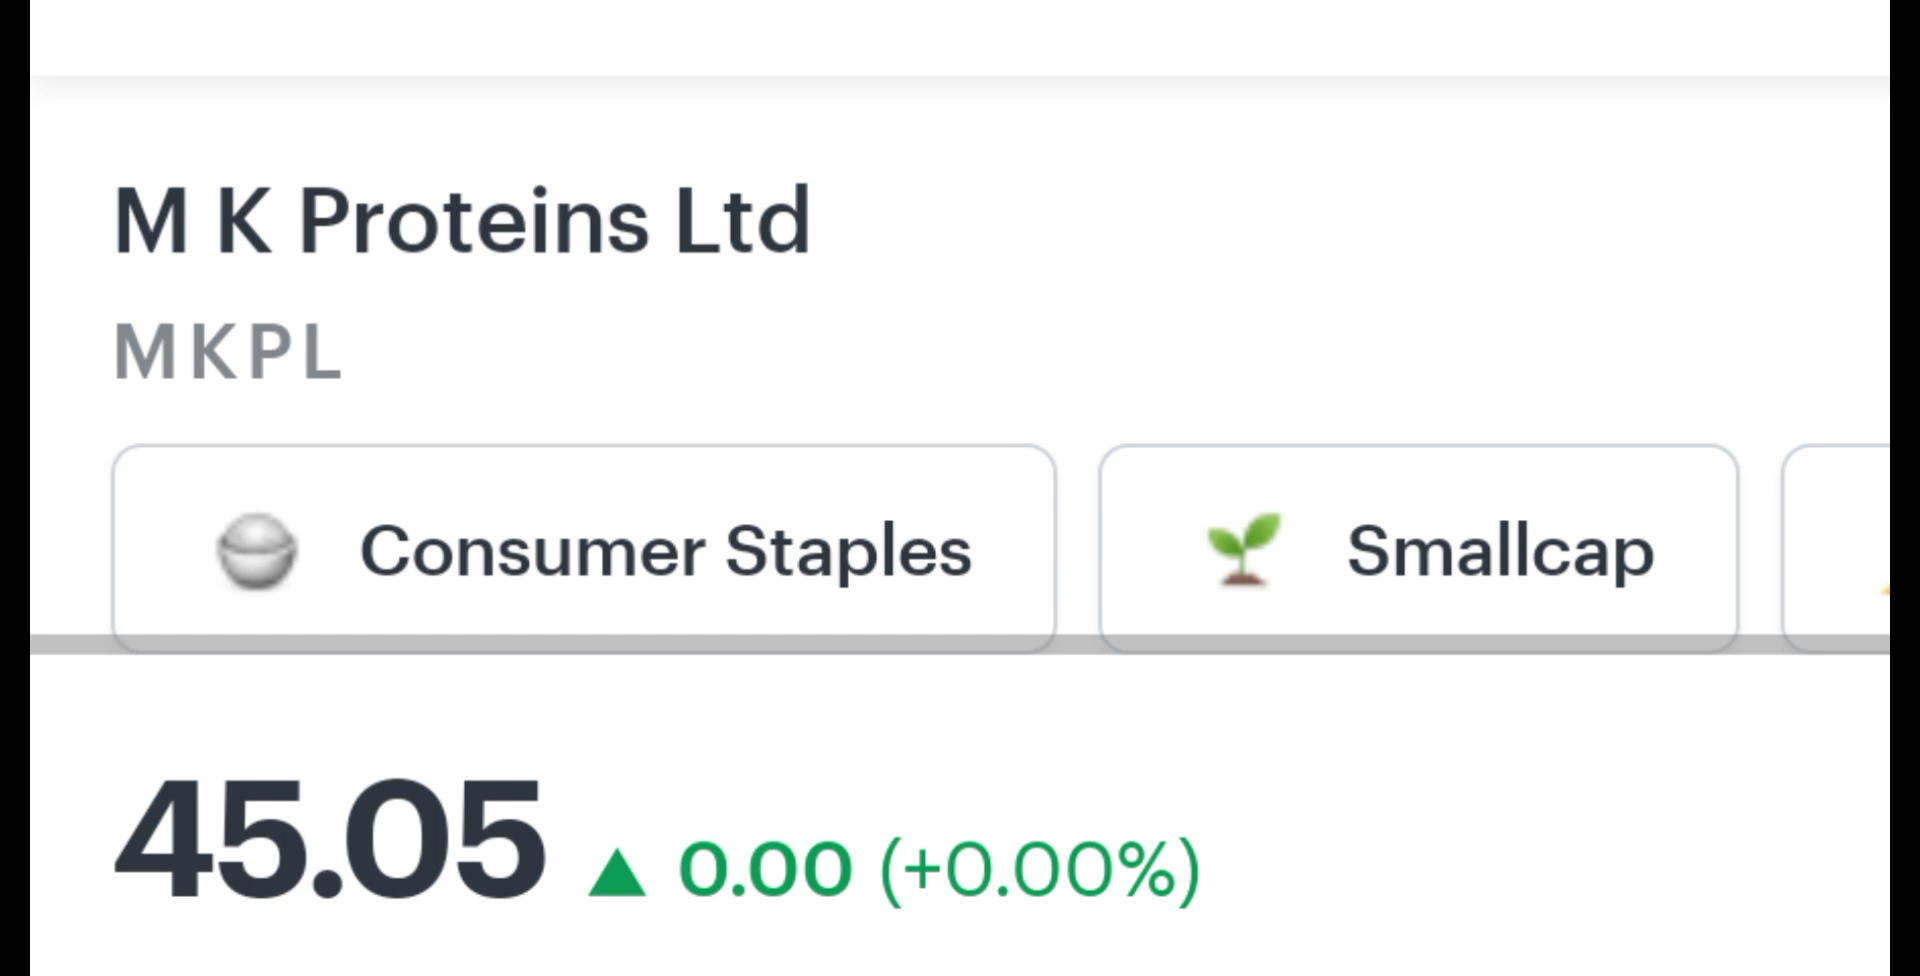 M K Proteins Ltd
MKPL
Consumer Staples Smallcap
45.05 ▲ 0.00 (+0.00%)